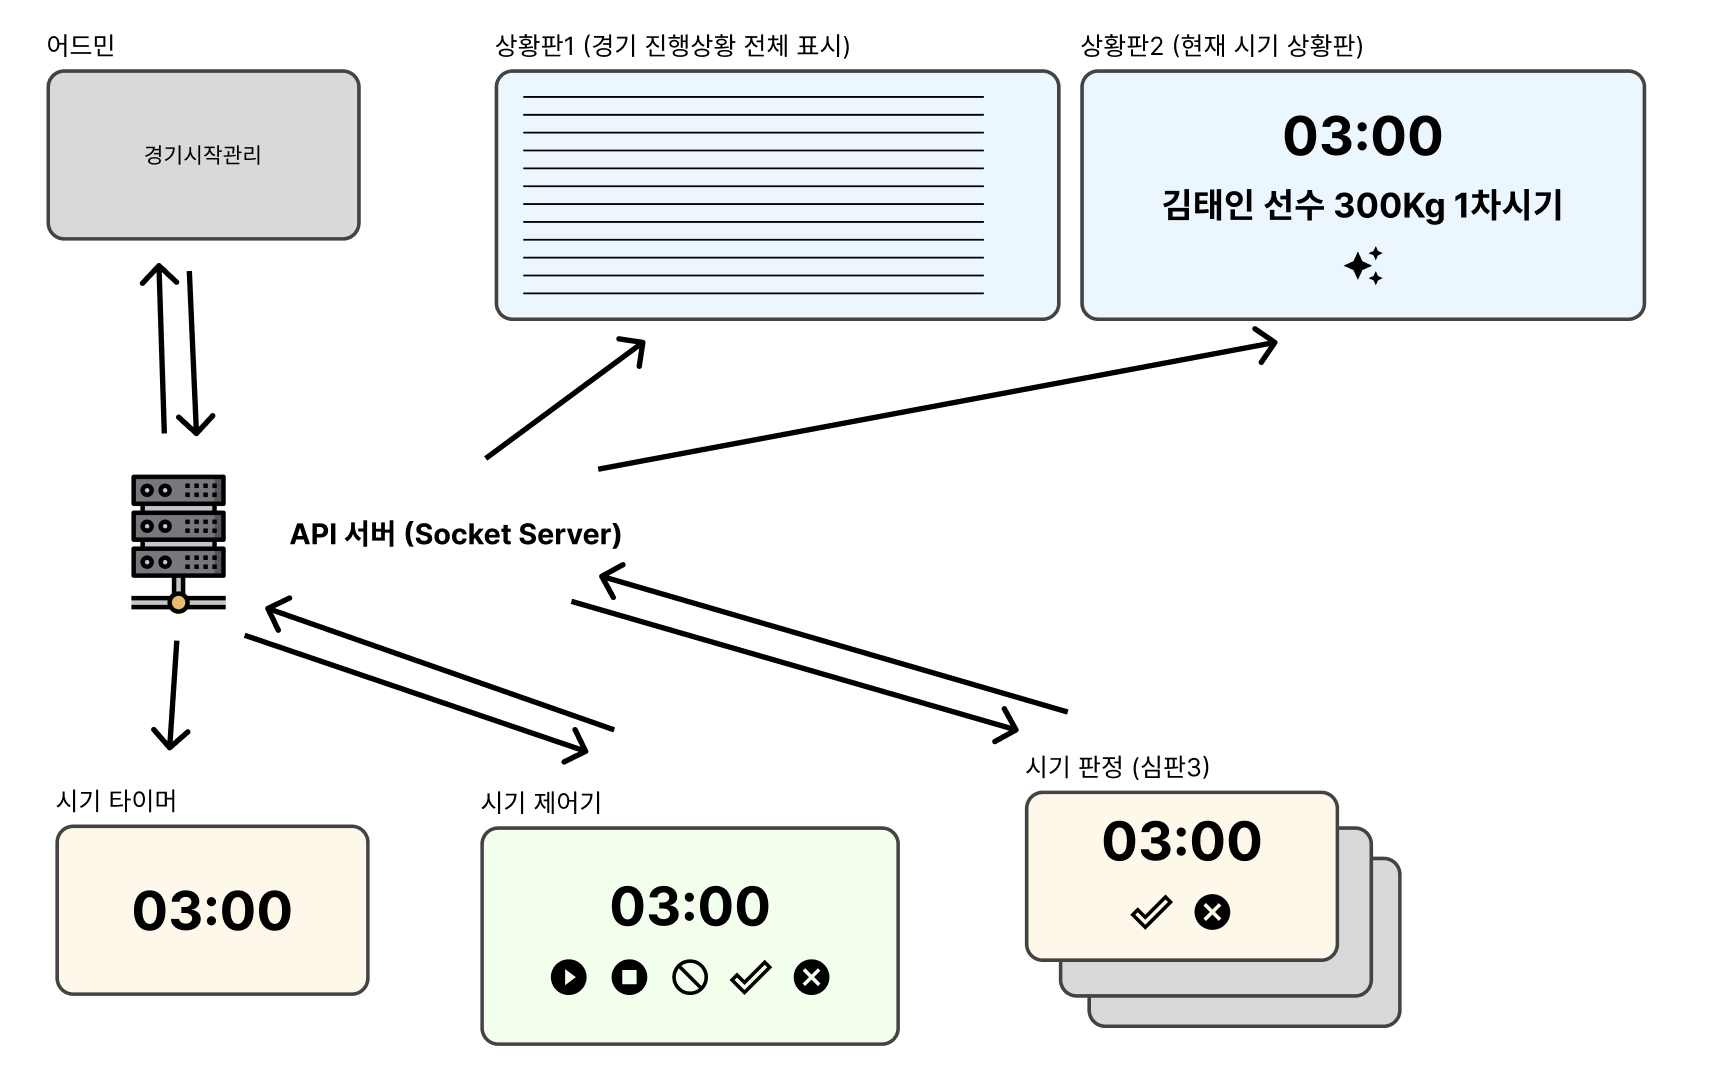 어드민
경기시작관리
상황판1 (경기 진행상황 전체 표시)
상황판2 (현재 시기 상황판)
03:00
김태인 선수 300Kg 1차시기
API 서버 (Socket Server)
시기 타이머
03:00
시기 제어기
03:00
시기 판정 (심판3)
03:00